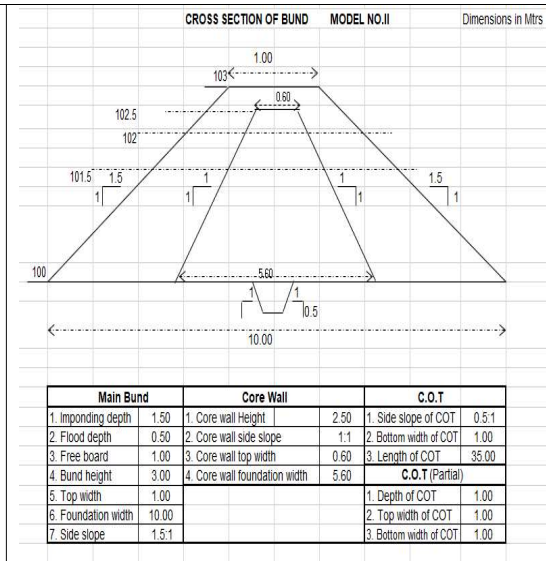 CROSS SECTION OF BUND MODEL NO.II Dimensions in Mtrs
1.00
103
0.60
102.5
102
101.5 1.5 1 1 1.5
1 1 1 1
100
5.60
1 1
0.5
10.00
Main Bund Core Wall C.O.T
1. Imponding depth 1.50 1. Core wall Height 2.50 1. Side slope of COT 0.5:1
2. Flood depth 0.50 2. Core wall side slope 1:1 2. Bottom width of COT 1.00
3. Free board 1.00 3. Core wall top width 0.60 3. Length of COT 35.00
4. Bund height 3.00 4. Core wall foundation width 5.60 C.O.T (Partial)
5. Top width 1.00 1. Depth of COT 1.00
6. Foundation width 10.00 2. Top width of COT 1.00
7. Side slope 1.5:1 3. Bottom width of COT 1.00